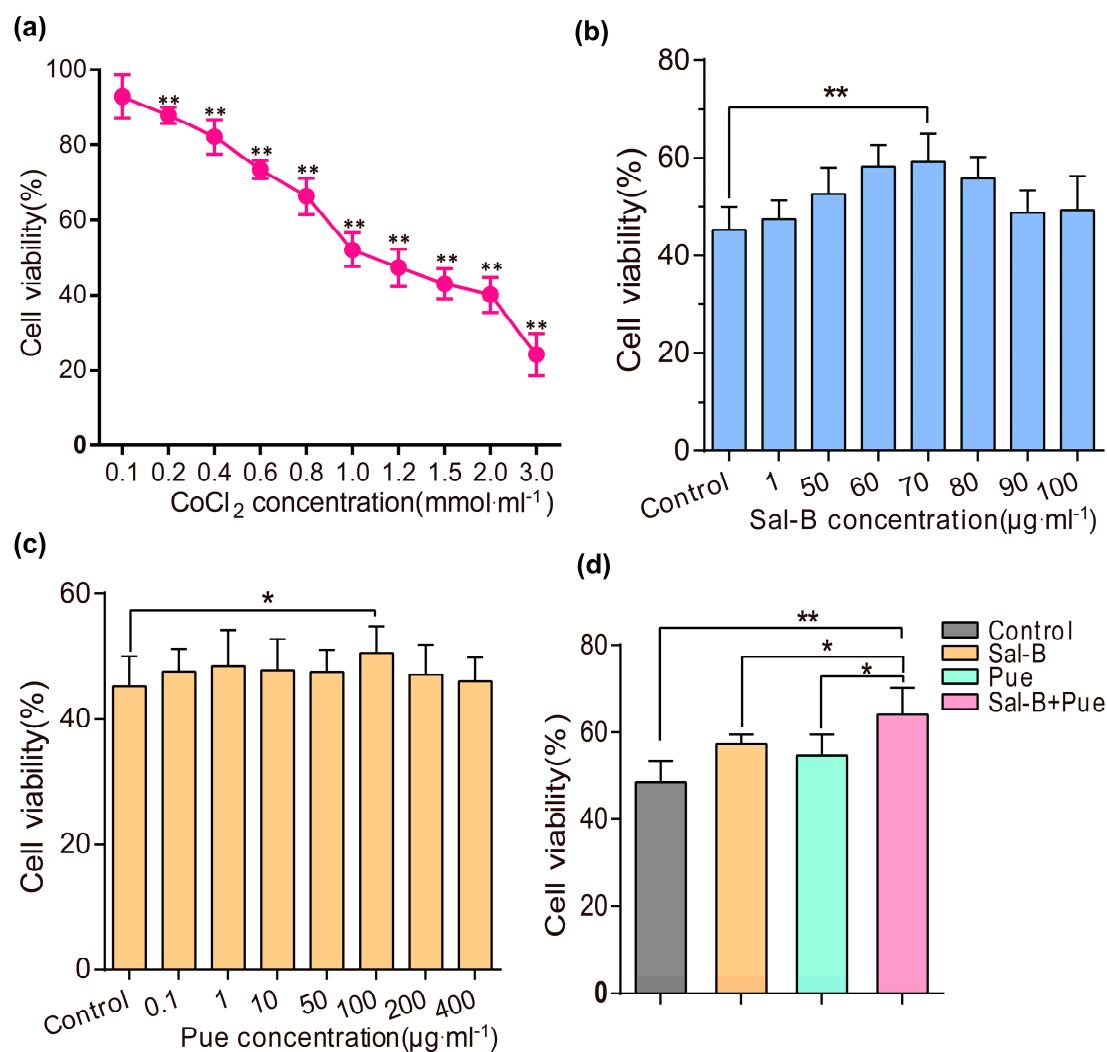 (a)
100
80
60
40
20
0
Cell viability(%)
**
**
**
**
**
**
**
**
**
0.1 0.2 0.4 0.6 0.8 1.0 1.2 1.5 2.0 3.0
CoCl₂ concentration(mmol·ml⁻¹)
(b)
80
60
40
20
0
Cell viability(%)
**
Control 1 50 60 70 80 90 100
Sal-B concentration(μg·ml⁻¹)
(c)
60
40
20
0
Cell viability(%)
*
Control 0.1 1 10 50 100 200 400
Pue concentration(μg·ml⁻¹)
(d)
80
60
40
20
0
Cell viability(%)
**
*
*
Control
Sal-B
Pue
Sal-B+Pue